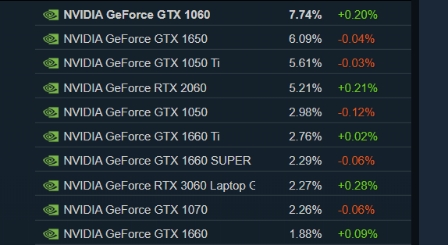 NVIDIA GeForce GTX 1060 7.74% +0.20%
NVIDIA GeForce GTX 1650 6.09% -0.04%
NVIDIA GeForce GTX 1050 Ti 5.61% -0.03%
NVIDIA GeForce RTX 2060 5.21% +0.21%
NVIDIA GeForce GTX 1050 2.98% -0.12%
NVIDIA GeForce GTX 1660 Ti 2.76% +0.02%
NVIDIA GeForce GTX 1660 SUPER 2.29% -0.06%
NVIDIA GeForce RTX 3060 Laptop G 2.27% +0.28%
NVIDIA GeForce GTX 1070 2.26% -0.06%
NVIDIA GeForce GTX 1660 1.88% +0.09%